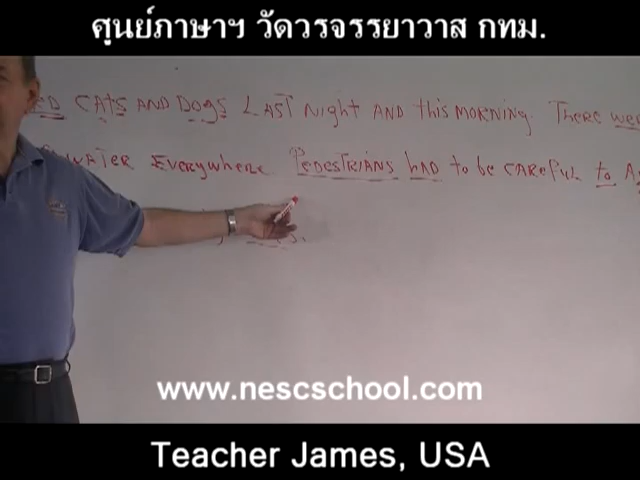 ศูนย์ภาษาฯ วัดวรจรรยาวาส กทม.
CAts AND DOgS LAST Night AND this MORNING. There
WATER EVERYwhere PEDESTRIANS HAD to be CAREFUL to
www.nescschool.com
Teacher James, USA